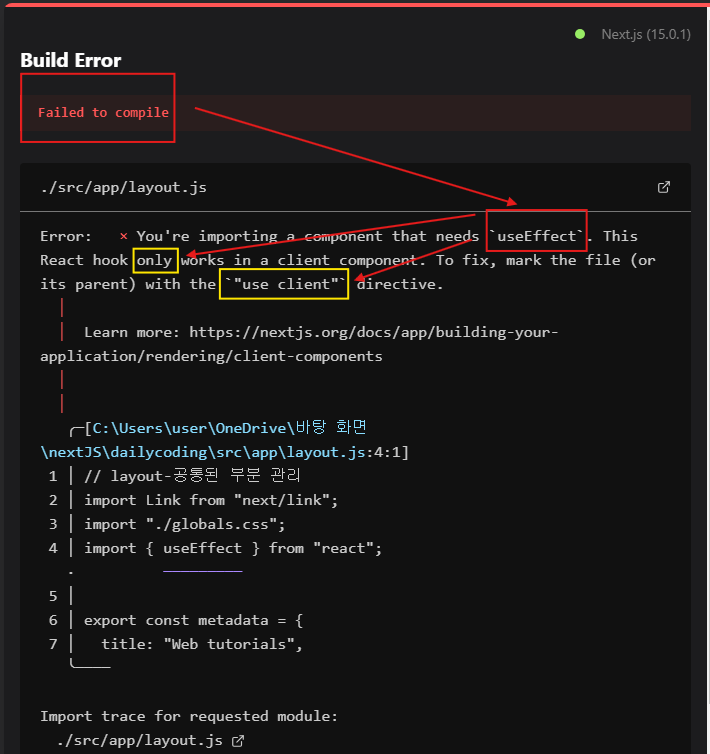 Next.js (15.0.1)
Build Error
Failed to compile
./src/app/layout.js
Error:   × You're importing a component that needs `useEffect`. This
React hook only works in a client component. To fix, mark the file (or
its parent) with the `"use client"` directive.
│
│  Learn more: https://nextjs.org/docs/app/building-your-
application/rendering/client-components
│
│
╭─[C:\Users\user\OneDrive\바탕 화면
\nextJS\dailycoding\src\app\layout.js:4:1]
1 │ // layout-공통된 부분 관리
2 │ import Link from "next/link";
3 │ import "./globals.css";
4 │ import { useEffect } from "react";
·          ─────────
5 │
6 │ export const metadata = {
7 │   title: "Web tutorials",
╰────
Import trace for requested module:
./src/app/layout.js